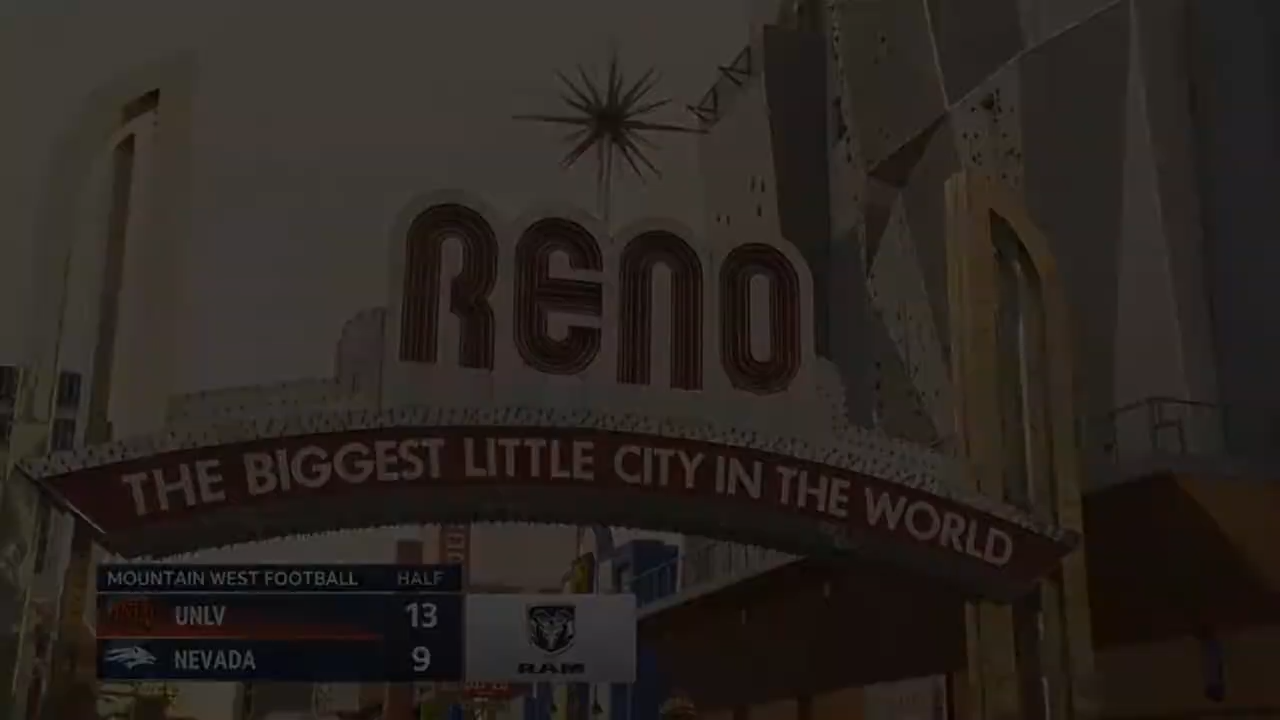 RENO
THE BIGGEST LITTLE CITY IN THE WORLD
MOUNTAIN WEST FOOTBALL HALF
UNLV 13
NEVADA 9
RAM